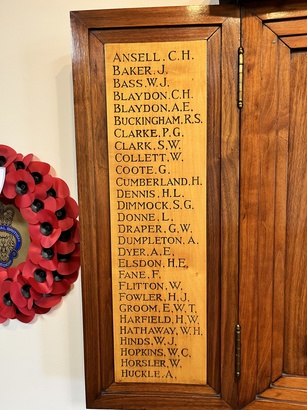 ANSELL, C.H.
BAKER, J.
BASS, W.J,
BLAYDON, C.H.
BLAYDON, A.E,
BUCKINGHAM, R.S.
CLARKE, P.G,
CLARK, S.W.
COLLETT, W.
COOTE, G.
CUMBERLAND, H.
DENNIS, H.L.
DIMMOCK, S.G,
DONNE, L.
DRAPER, G.W.
DUMPLETON, A.
DYER, A.E,
ELSDON, H.E,
FANE, F.
FLITTON, W.
FOWLER, H.J,
GROOM, E.W.T,
HARFIELD, H.W,
HATHAWAY, W.H,
HINDS, W.J,
HOPKINS, W.C,
HORSLER, W.
HUCKLE, A,